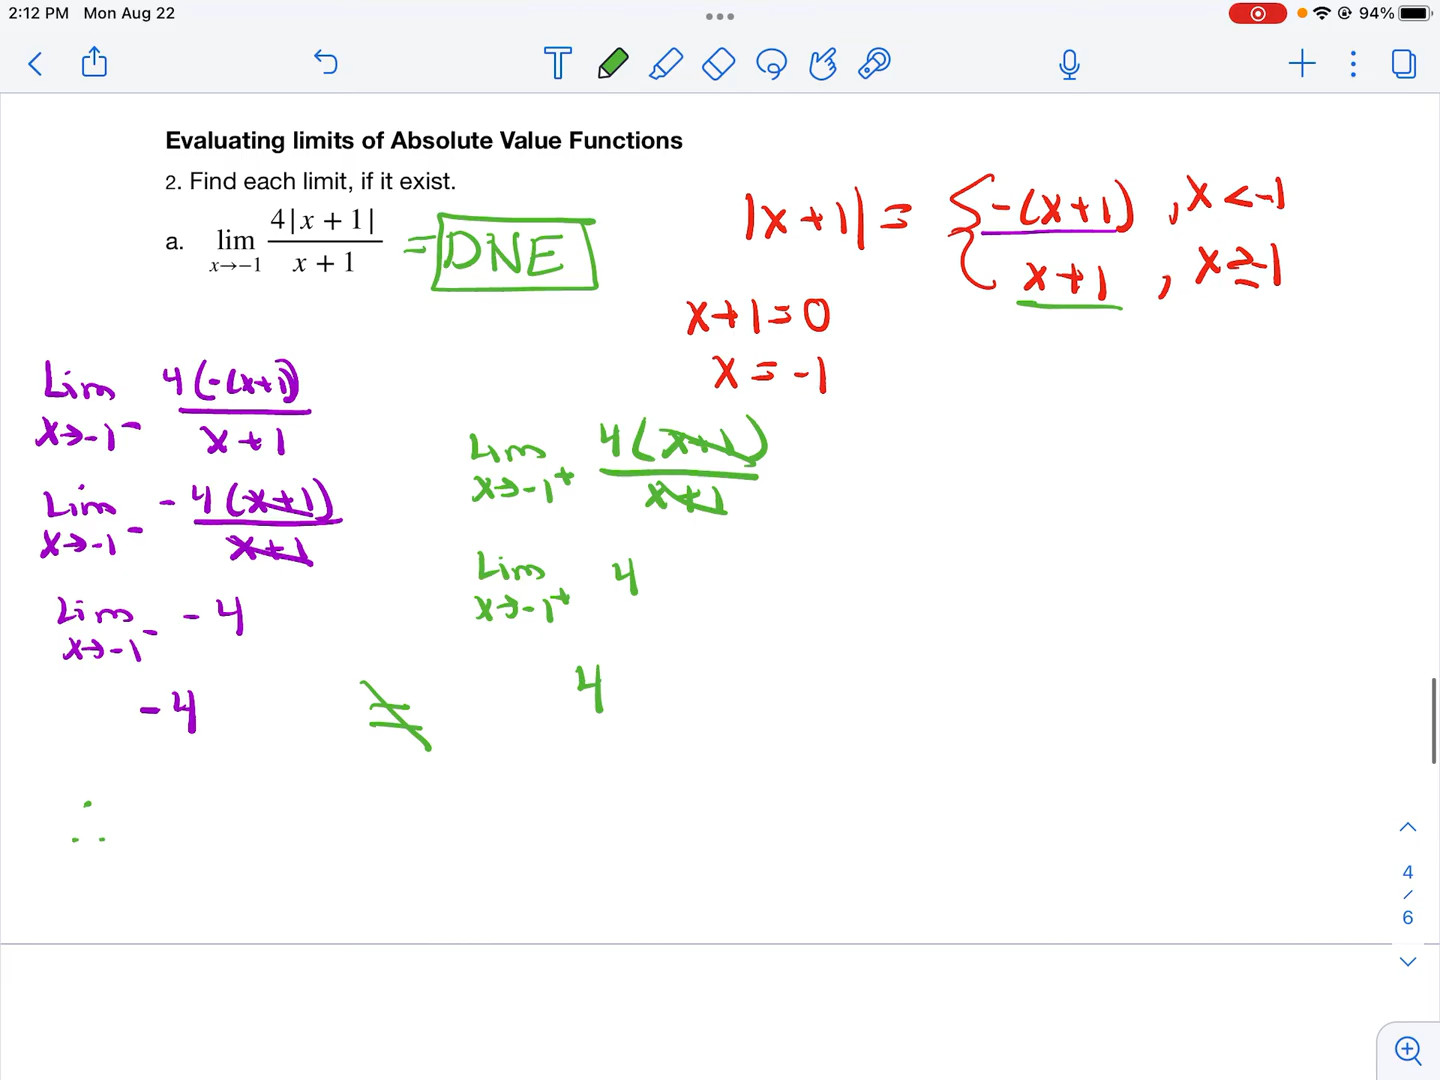 2:12 PM Mon Aug 22
94%
Evaluating limits of Absolute Value Functions
2. Find each limit, if it exist.
a. lim x→−1 4|x + 1| / x + 1 = DNE
|x+1| = { -(x+1) , x < -1
x+1 , x ≥ -1
x+1=0
x = -1
Lim x→-1⁻ 4(-(x+1)) / x+1
Lim x→-1⁻ -4(x+1) / x+1
Lim x→-1⁻ -4
-4
≠
Lim x→-1⁺ 4(x+1) / x+1
Lim x→-1⁺ 4
4
∴
4
/
6